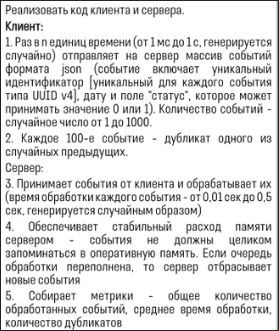 Реализовать код клиента и сервера.
Клиент:
1. Раз в n единиц времени (от 1 мс до 1 с, генерируется
случайно) отправляет на сервер массив событий
формата json (событие включает уникальный
идентификатор [уникальный для каждого события
типа UUID v4], дату и поле "статус", которое может
принимать значение 0 или 1). Количество событий -
случайное число от 1 до 1000.
2. Каждое 100-е событие - дубликат одного из
случайных предыдущих.
Сервер:
3. Принимает события от клиента и обрабатывает их
(время обработки каждого события - от 0,01 сек до 0,5
сек, генерируется случайным образом)
4. Обеспечивает стабильный расход памяти
сервером - события не должны целиком
запоминаться в оперативную память. Если очередь
обработки переполнена, то сервер отбрасывает
новые события
5. Собирает метрики - общее количество
обработанных событий, среднее время обработки,
количество дубликатов